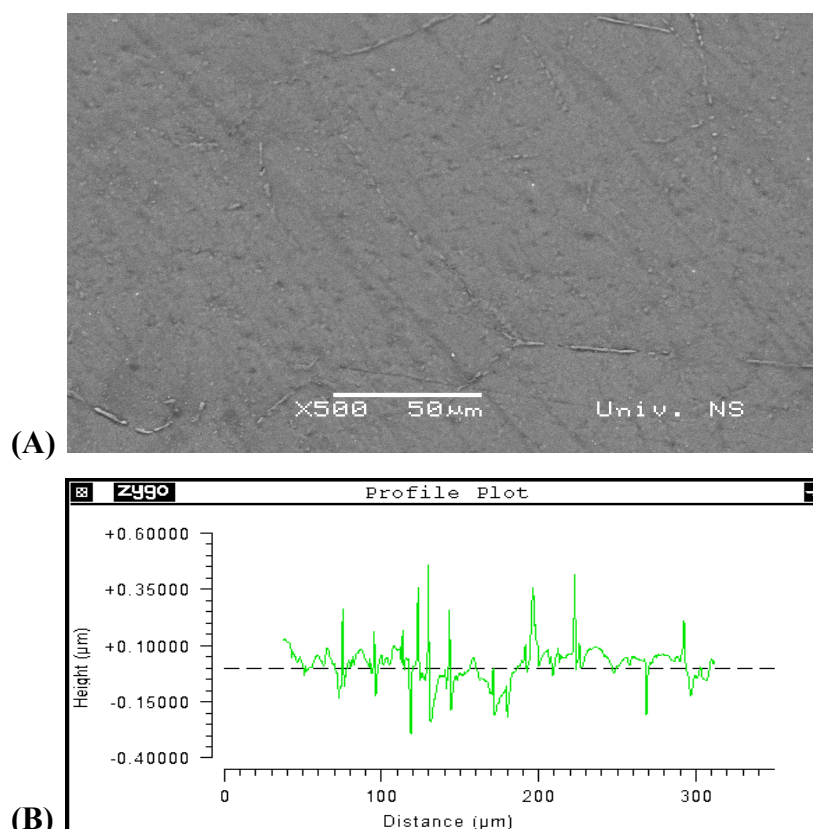 X500 50µm Univ. NS
(A)
zygo Profile Plot
+0.60000
+0.35000
+0.10000
-0.15000
-0.40000
Height (µm)
0 100 200 300
Distance (µm)
(B)